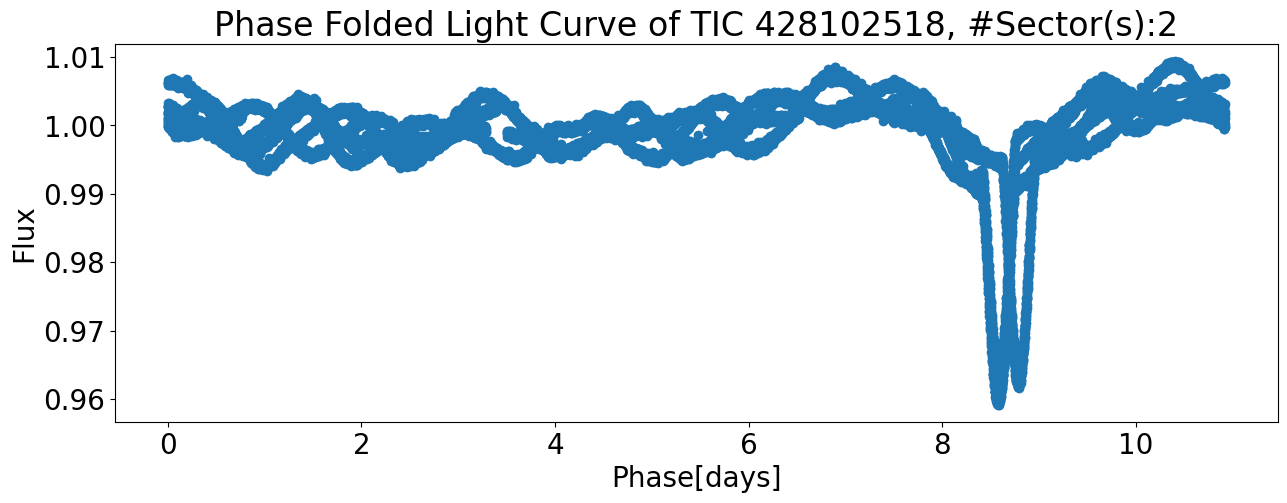 Phase Folded Light Curve of TIC 428102518, #Sector(s):2
1.01
1.00
0.99
0.98
0.97
0.96
Flux
0 2 4 6 8 10
Phase[days]